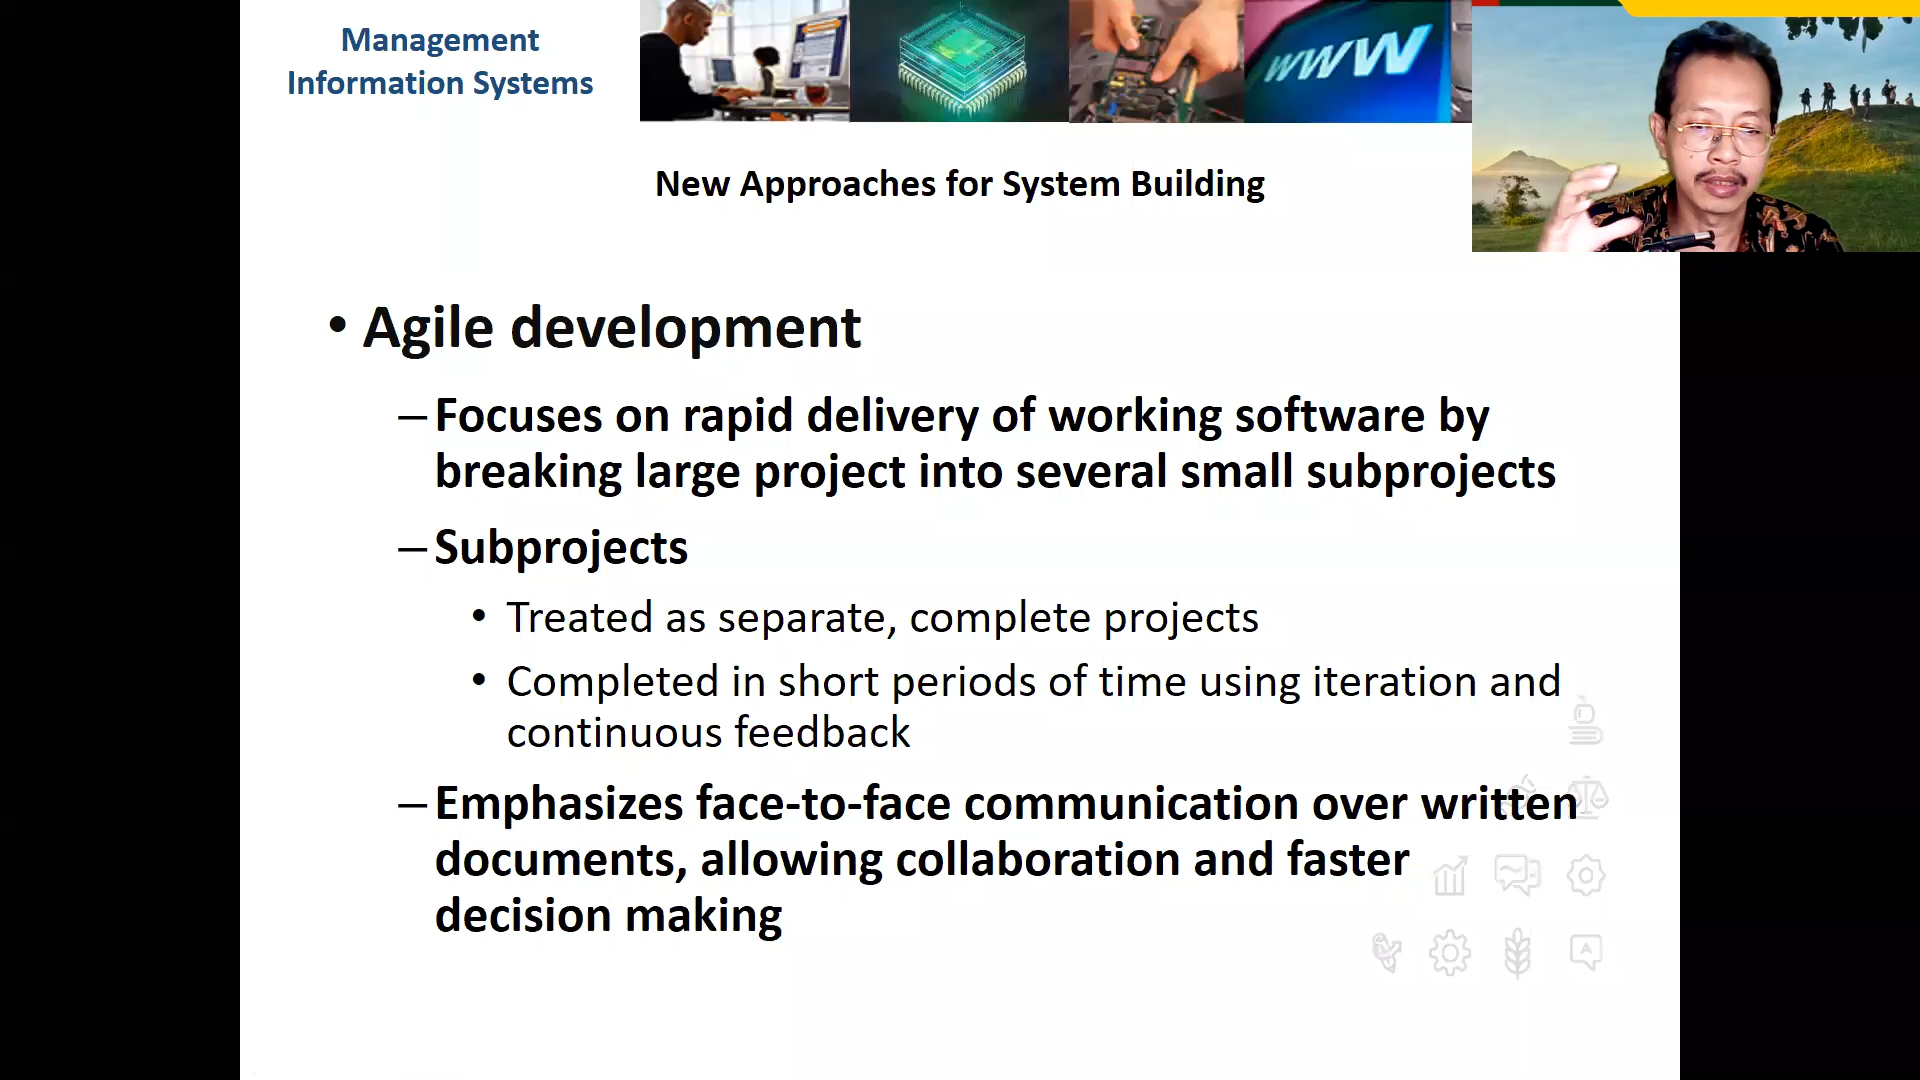 Management
Information Systems
WWW
New Approaches for System Building
• Agile development
– Focuses on rapid delivery of working software by
breaking large project into several small subprojects
– Subprojects
• Treated as separate, complete projects
• Completed in short periods of time using iteration and
continuous feedback
– Emphasizes face-to-face communication over written
documents, allowing collaboration and faster
decision making
A